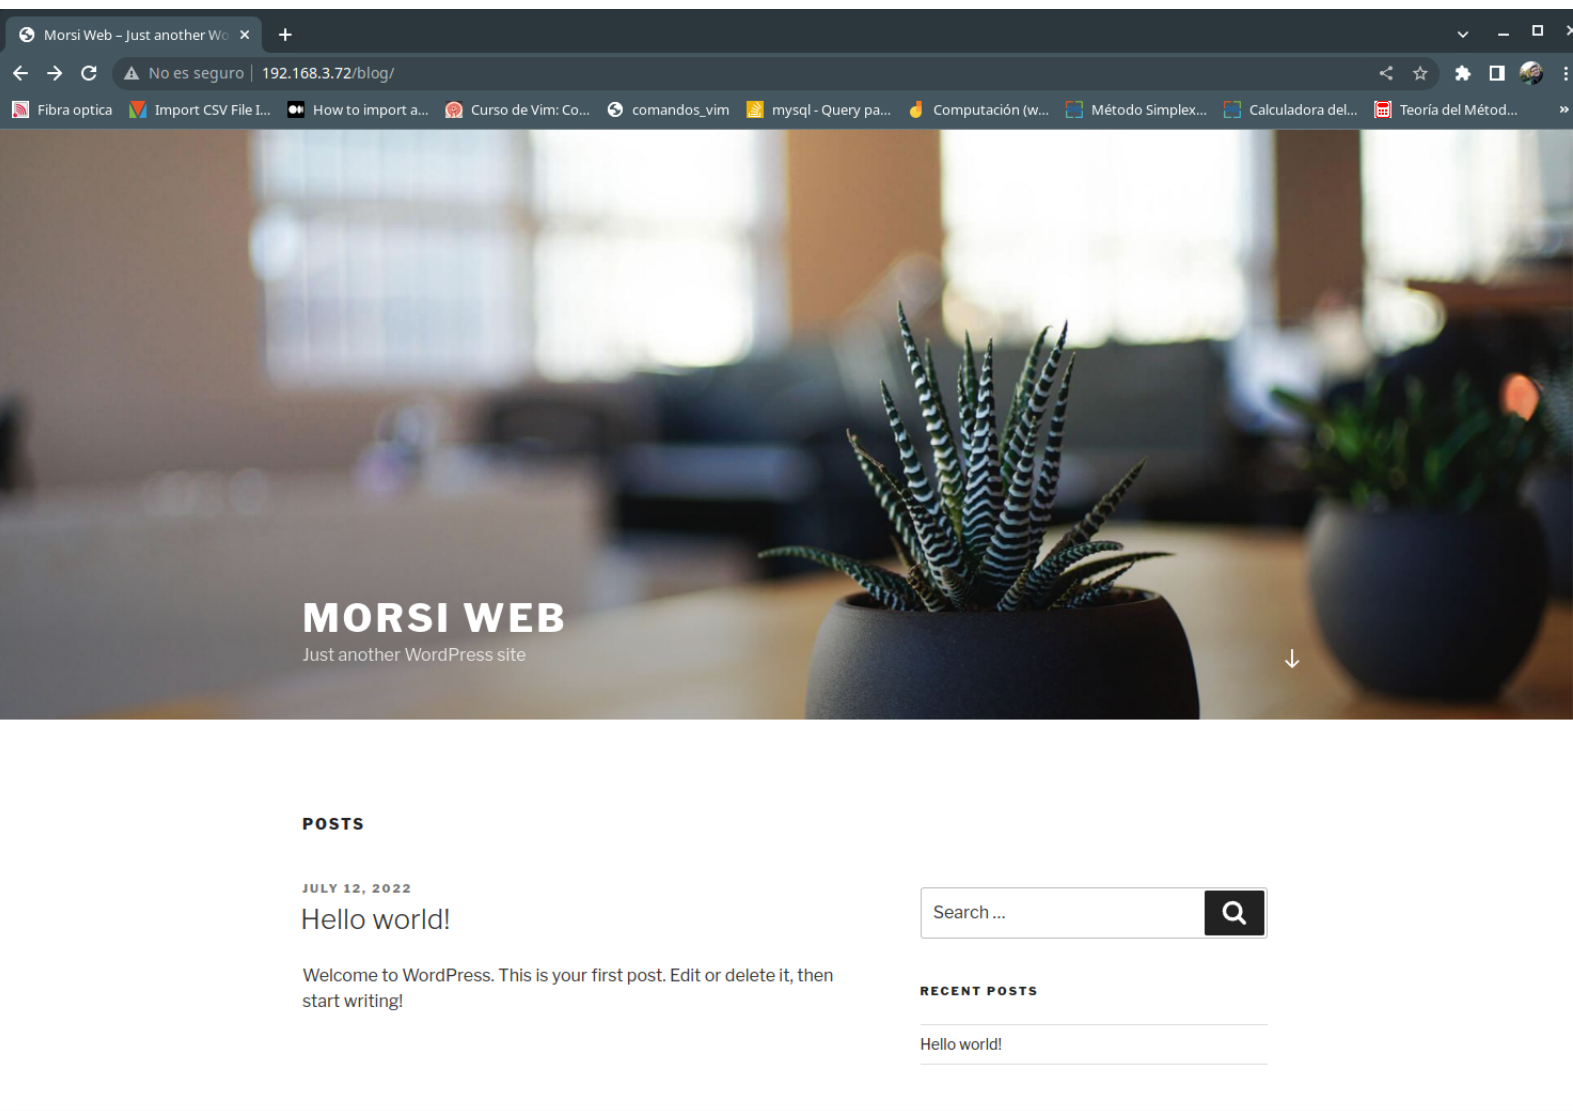 Morsi Web – Just another Wo
No es seguro 192.168.3.72/blog/
Fibra optica Import CSV File I... How to import a... Curso de Vim: Co... comandos_vim mysql - Query pa... Computación (w... Método Simplex... Calculadora del... Teoría del Métod... »
MORSI WEB
Just another WordPress site
POSTS
JULY 12, 2022
Hello world!
Welcome to WordPress. This is your first post. Edit or delete it, then
start writing!
Search ...
RECENT POSTS
Hello world!